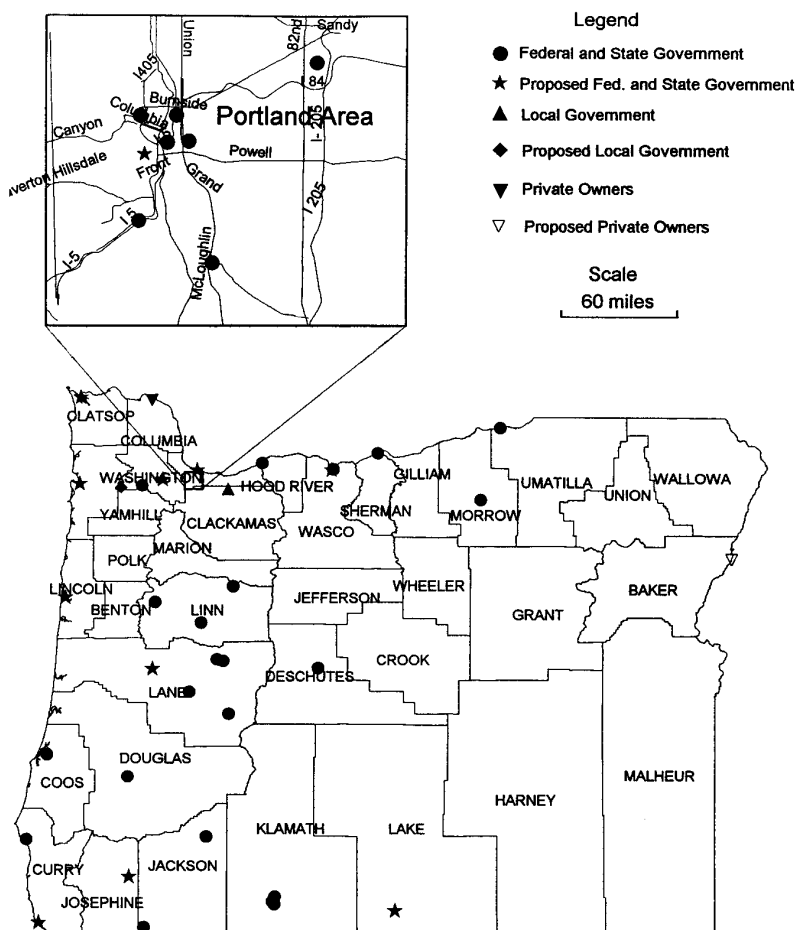 Legend
Federal and State Government
Proposed Fed. and State Government
Local Government
Proposed Local Government
Private Owners
Proposed Private Owners
Scale
60 miles
Union
82nd
Sandy
I405
I 84
Burnside
Columbia
Portland Area
I-205
Canyon
Powell
Front
Grand
verton Hillsdale
I 205
I 5
I-5
McLoughlin
CLATSOP
COLUMBIA
WASHINGTON
HOOD RIVER
GILLIAM
UMATILLA
WALLOWA
UNION
YAMHILL
CLACKAMAS
SHERMAN
MORROW
WASCO
MARION
POLK
LINCOLN
BENTON
LINN
JEFFERSON
WHEELER
BAKER
GRANT
CROOK
DESCHUTES
LANE
DOUGLAS
COOS
MALHEUR
HARNEY
KLAMATH
LAKE
CURRY
JACKSON
JOSEPHINE